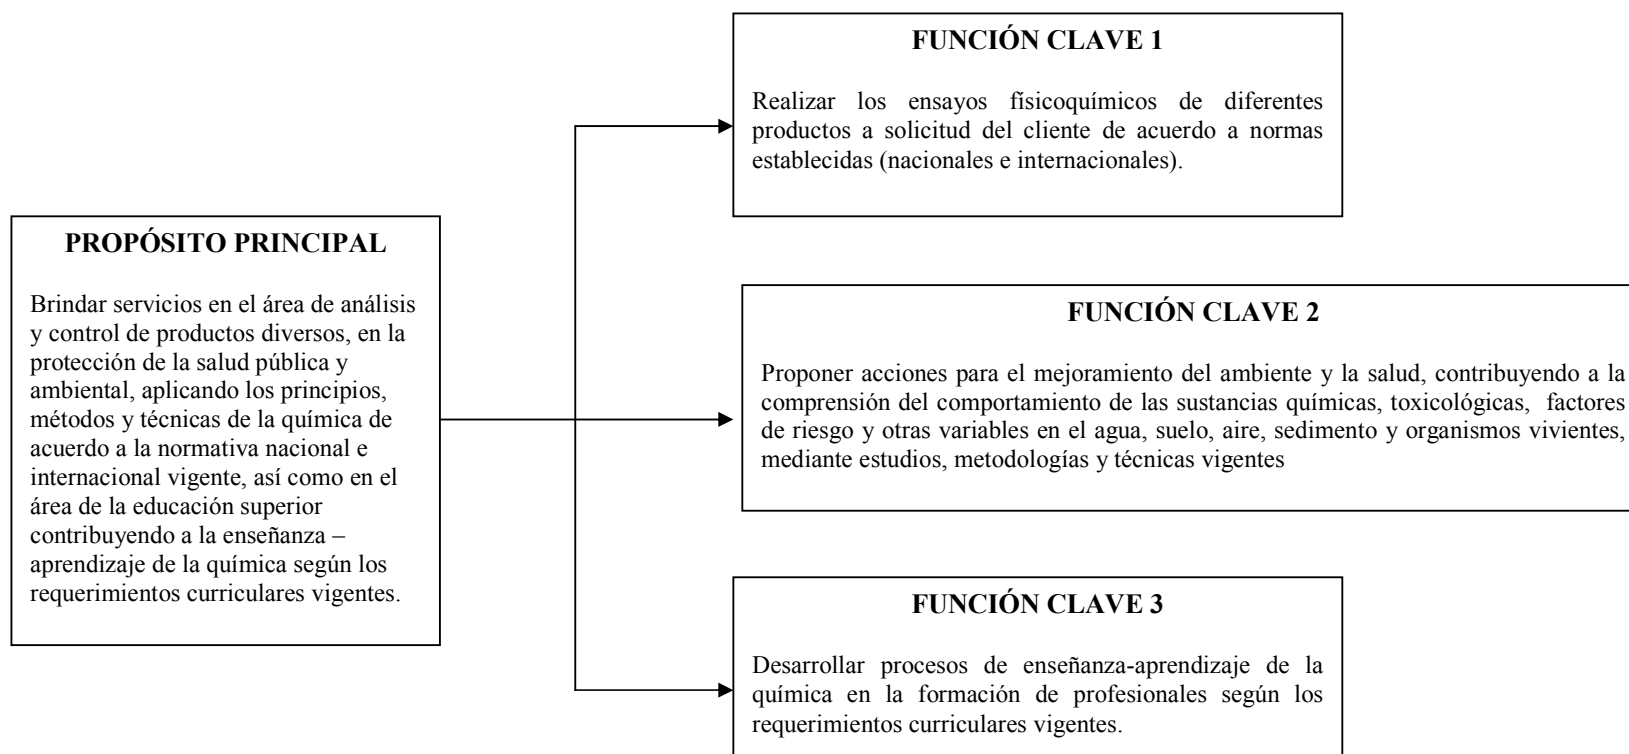 PROPÓSITO PRINCIPAL
Brindar servicios en el área de análisis
y control de productos diversos, en la
protección de la salud pública y
ambiental, aplicando los principios,
métodos y técnicas de la química de
acuerdo a la normativa nacional e
internacional vigente, así como en el
área de la educación superior
contribuyendo a la enseñanza –
aprendizaje de la química según los
requerimientos curriculares vigentes.
FUNCIÓN CLAVE 1
Realizar los ensayos físicoquímicos de diferentes
productos a solicitud del cliente de acuerdo a normas
establecidas (nacionales e internacionales).
FUNCIÓN CLAVE 2
Proponer acciones para el mejoramiento del ambiente y la salud, contribuyendo a la
comprensión del comportamiento de las sustancias químicas, toxicológicas, factores
de riesgo y otras variables en el agua, suelo, aire, sedimento y organismos vivientes,
mediante estudios, metodologías y técnicas vigentes
FUNCIÓN CLAVE 3
Desarrollar procesos de enseñanza-aprendizaje de la
química en la formación de profesionales según los
requerimientos curriculares vigentes.